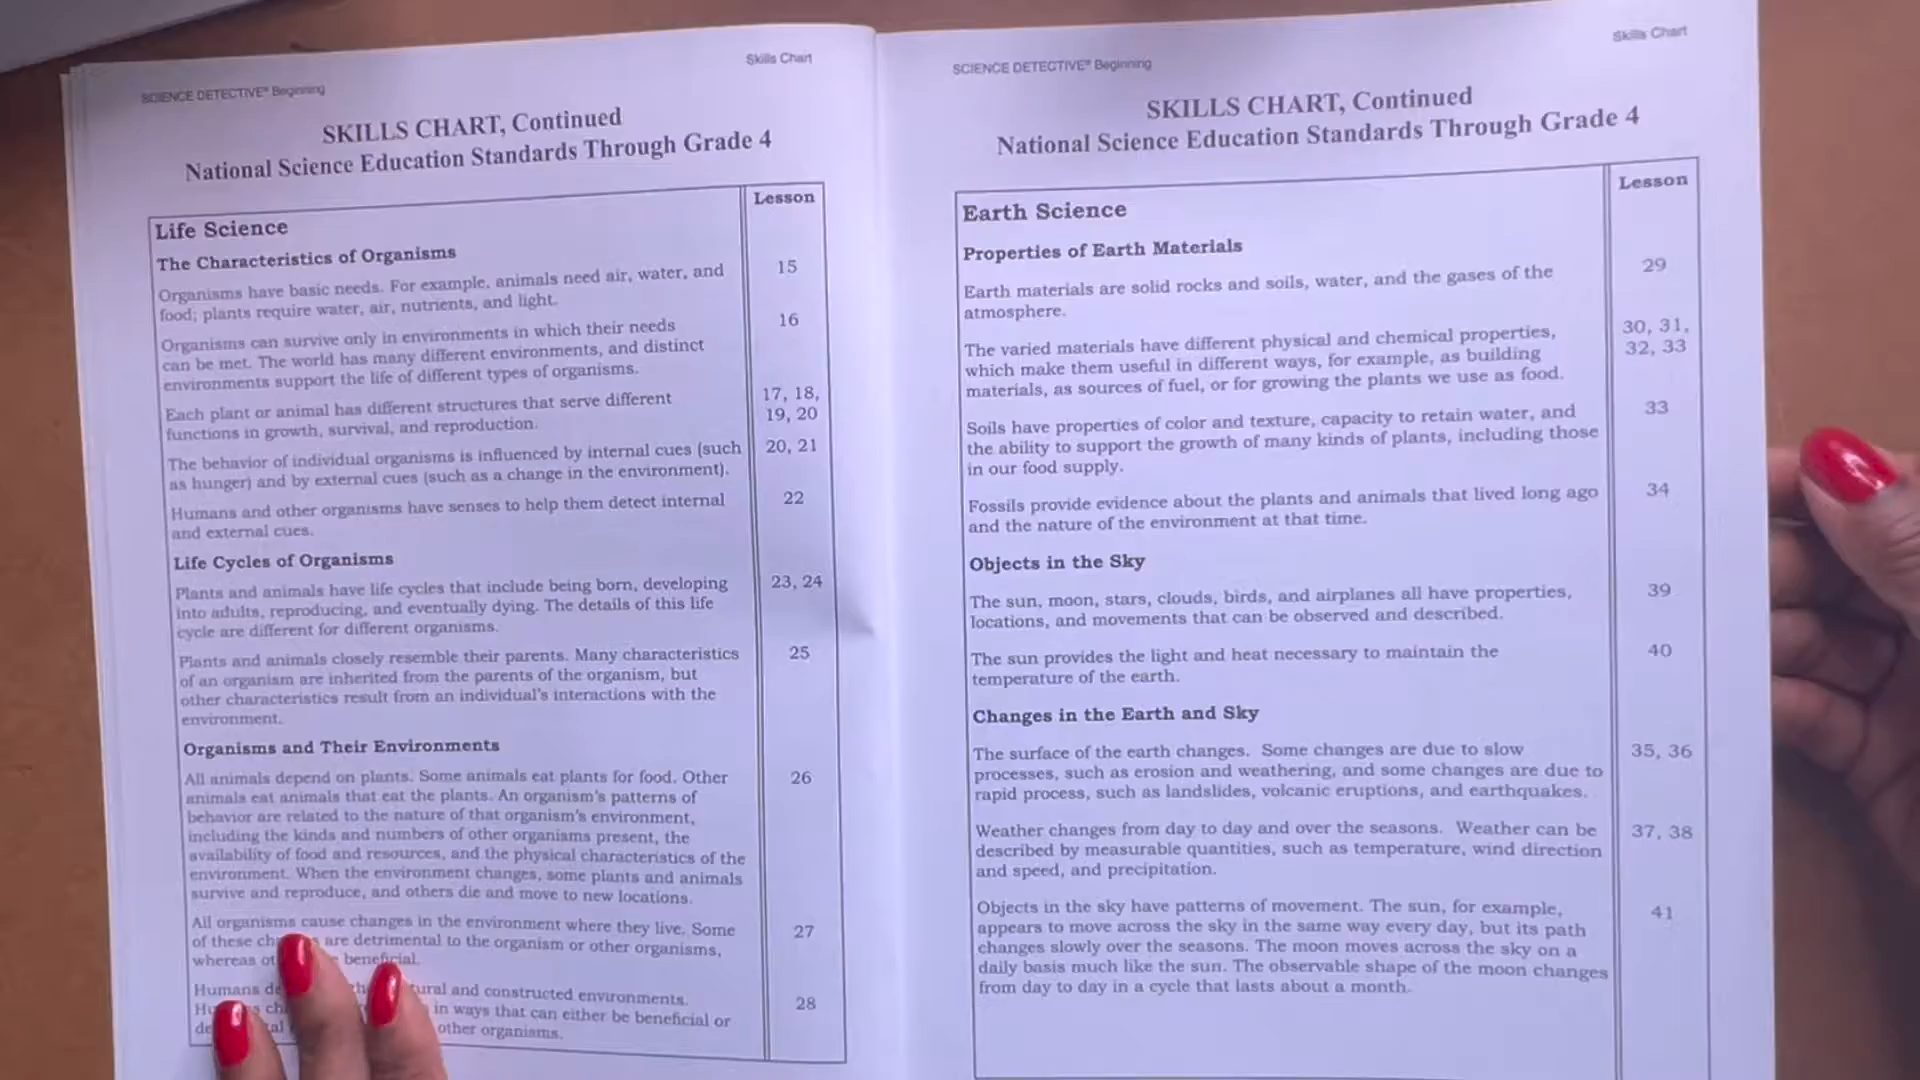 SCIENCE DETECTIVE® Beginning
Skills Chart
SKILLS CHART, Continued
National Science Education Standards Through Grade 4
Lesson
Life Science
The Characteristics of Organisms
Organisms have basic needs. For example, animals need air, water, and
food; plants require water, air, nutrients, and light.
15
Organisms can survive only in environments in which their needs
can be met. The world has many different environments, and distinct
environments support the life of different types of organisms.
16
Each plant or animal has different structures that serve different
functions in growth, survival, and reproduction.
17, 18,
19, 20
The behavior of individual organisms is influenced by internal cues (such
as hunger) and by external cues (such as a change in the environment).
20, 21
Humans and other organisms have senses to help them detect internal
and external cues.
22
Life Cycles of Organisms
Plants and animals have life cycles that include being born, developing
into adults, reproducing, and eventually dying. The details of this life
cycle are different for different organisms.
23, 24
Plants and animals closely resemble their parents. Many characteristics
of an organism are inherited from the parents of the organism, but
other characteristics result from an individual's interactions with the
environment.
25
Organisms and Their Environments
All animals depend on plants. Some animals eat plants for food. Other
animals eat animals that eat the plants. An organism's patterns of
behavior are related to the nature of that organism's environment,
including the kinds and numbers of other organisms present, the
availability of food and resources, and the physical characteristics of the
environment. When the environment changes, some plants and animals
survive and reproduce, and others die and move to new locations.
26
All organisms cause changes in the environment where they live. Some
of these are detrimental to the organism or other organisms,
whereas beneficial.
27
Humans and constructed environments.
in ways that can either be beneficial or
other organisms.
28
SCIENCE DETECTIVE® Beginning
Skills Chart
SKILLS CHART, Continued
National Science Education Standards Through Grade 4
Lesson
Earth Science
Properties of Earth Materials
Earth materials are solid rocks and soils, water, and the gases of the
atmosphere.
29
The varied materials have different physical and chemical properties,
which make them useful in different ways, for example, as building
materials, as sources of fuel, or for growing the plants we use as food.
30, 31,
32, 33
Soils have properties of color and texture, capacity to retain water, and
the ability to support the growth of many kinds of plants, including those
in our food supply.
33
Fossils provide evidence about the plants and animals that lived long ago
and the nature of the environment at that time.
34
Objects in the Sky
The sun, moon, stars, clouds, birds, and airplanes all have properties,
locations, and movements that can be observed and described.
39
The sun provides the light and heat necessary to maintain the
temperature of the earth.
40
Changes in the Earth and Sky
The surface of the earth changes. Some changes are due to slow
processes, such as erosion and weathering, and some changes are due to
rapid process, such as landslides, volcanic eruptions, and earthquakes.
35, 36
Weather changes from day to day and over the seasons. Weather can be
described by measurable quantities, such as temperature, wind direction
and speed, and precipitation.
37, 38
Objects in the sky have patterns of movement. The sun, for example,
appears to move across the sky in the same way every day, but its path
changes slowly over the seasons. The moon moves across the sky on a
daily basis much like the sun. The observable shape of the moon changes
from day to day in a cycle that lasts about a month.
41